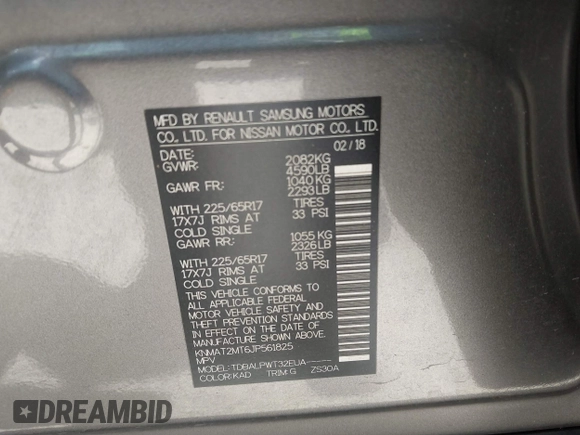 MFD BY RENAULT SAMSUNG MOTORS
CO., LTD. FOR NISSAN MOTOR CO., LTD.
DATE: 02/18
GVWR: 2082KG
4590LB
GAWR FR: 1040KG
2293LB
WITH 225/65R17 TIRES
17X7J RIMS AT 33 PSI
COLD SINGLE
GAWR RR: 1055 KG
2326LB
WITH 225/65R17 TIRES
17X7J RIMS AT 33 PSI
COLD SINGLE
THIS VEHICLE CONFORMS TO
ALL APPLICABLE FEDERAL
MOTOR VEHICLE SAFETY AND
THEFT PREVENTION STANDARDS
IN EFFECT ON THE DATE OF
MANUFACTURE SHOWN ABOVE.
KNMAT2MT6JP561825
MPV
MODEL: TDBALPWT32EUA-----
COLOR:KAD TRIM:G ZS30A
DREAMBID